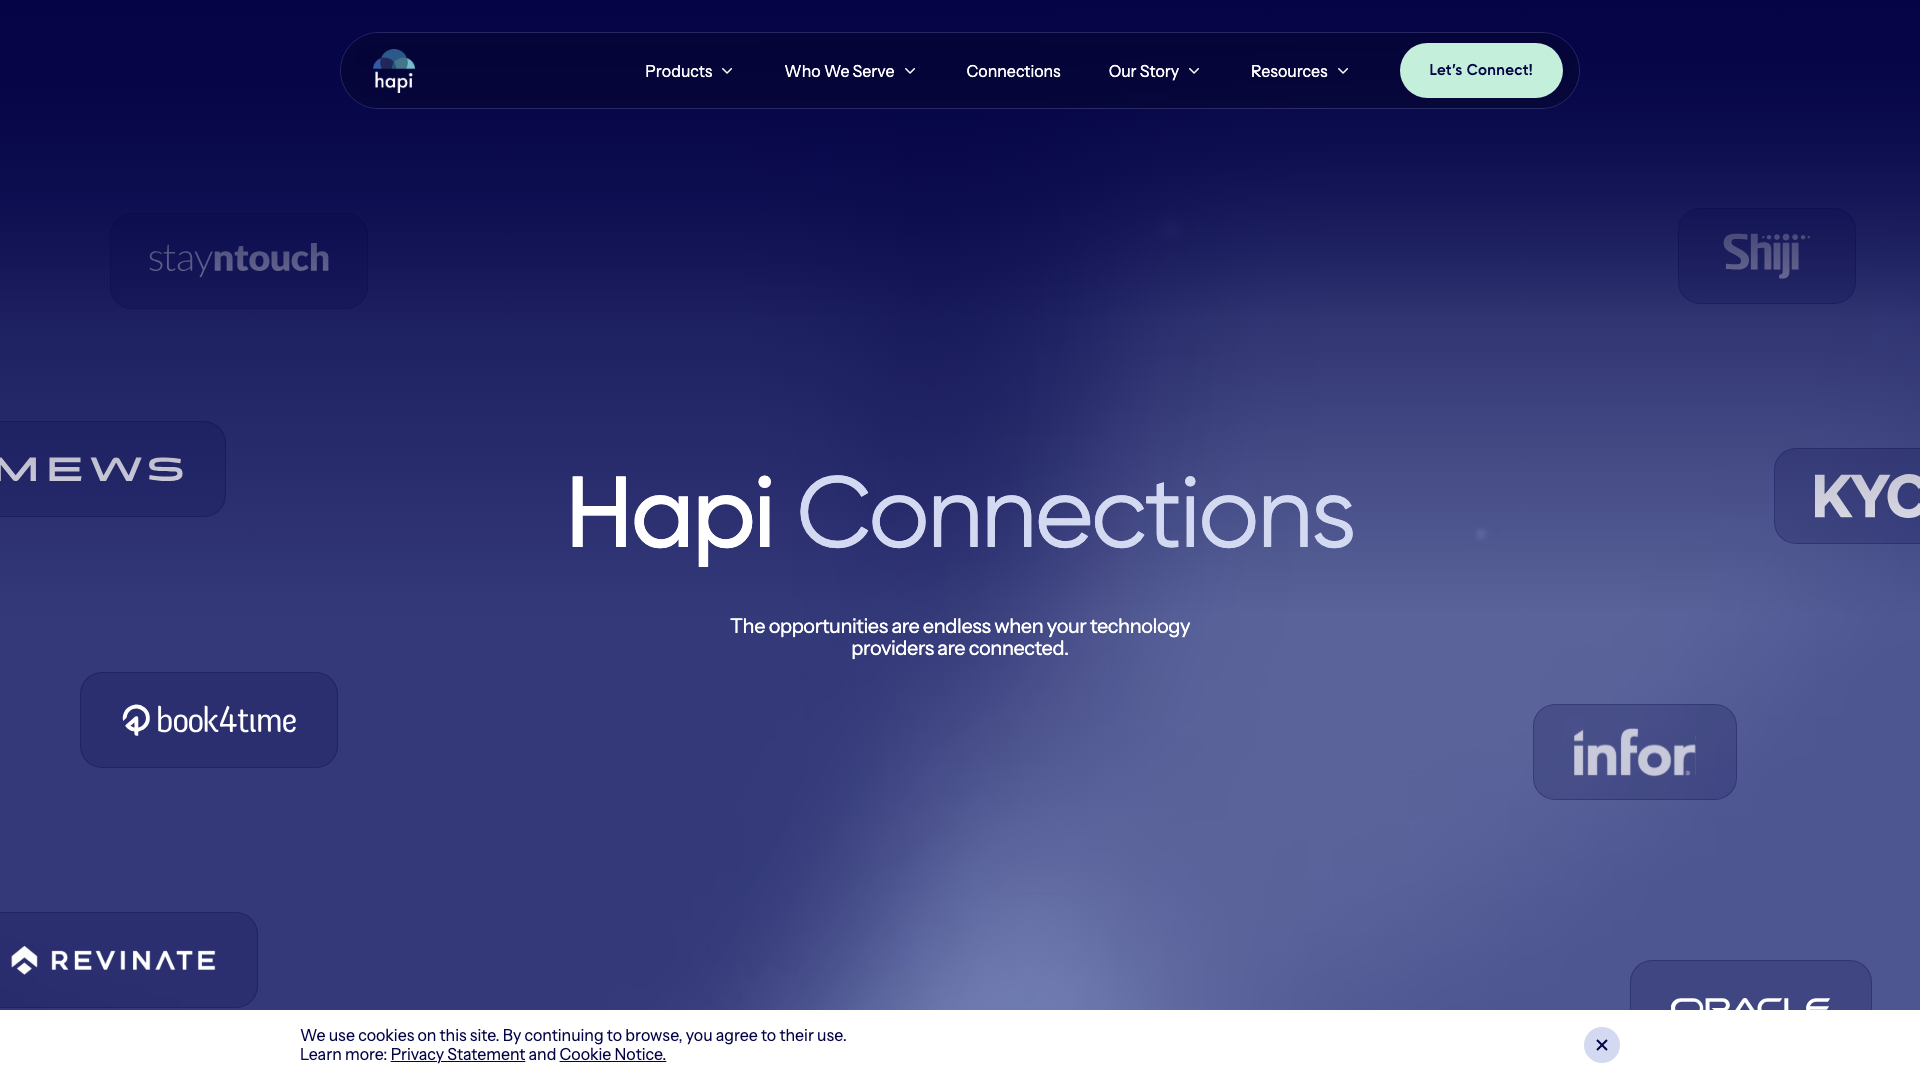 hapi
Products
Who We Serve
Connections
Our Story
Resources
Let's Connect!
stayntouch
Shiji
MEWS
KYC
Hapi Connections
The opportunities are endless when your technology
providers are connected.
book4time
infor
REVINATE
ORACLE
We use cookies on this site. By continuing to browse, you agree to their use.
Learn more: Privacy Statement and Cookie Notice.